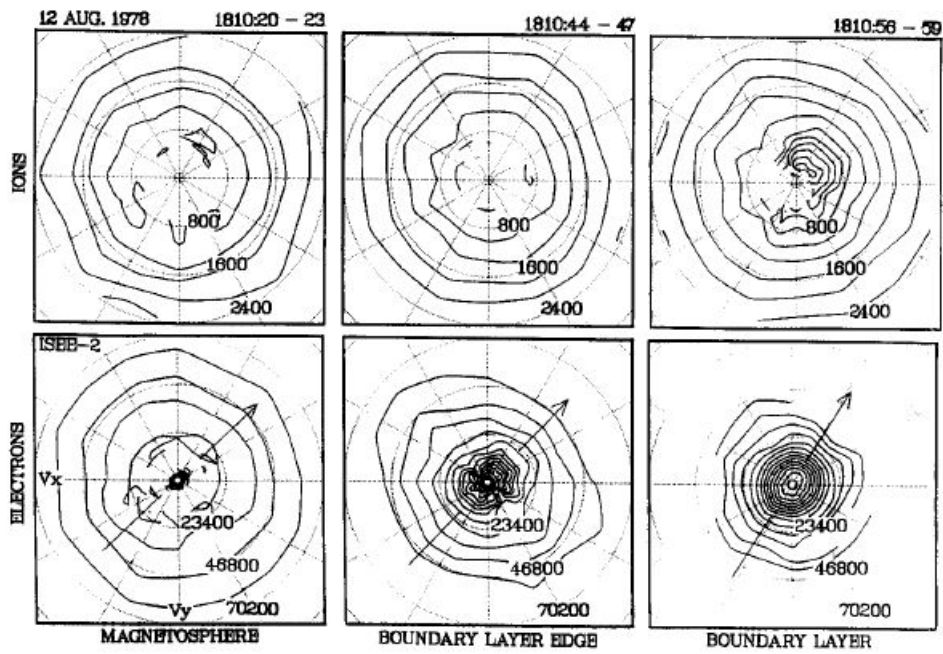 12 AUG. 1978 1810:20 - 23 1810:44 - 47 1810:56 - 59
IONS
800 800 800
1600 1600 1600
2400 2400 2400
ISEE-2
ELECTRONS
Vx
23400 23400 23400
46800 46800 46800
Vy 70200 70200 70200
MAGNETOSPHERE BOUNDARY LAYER EDGE BOUNDARY LAYER